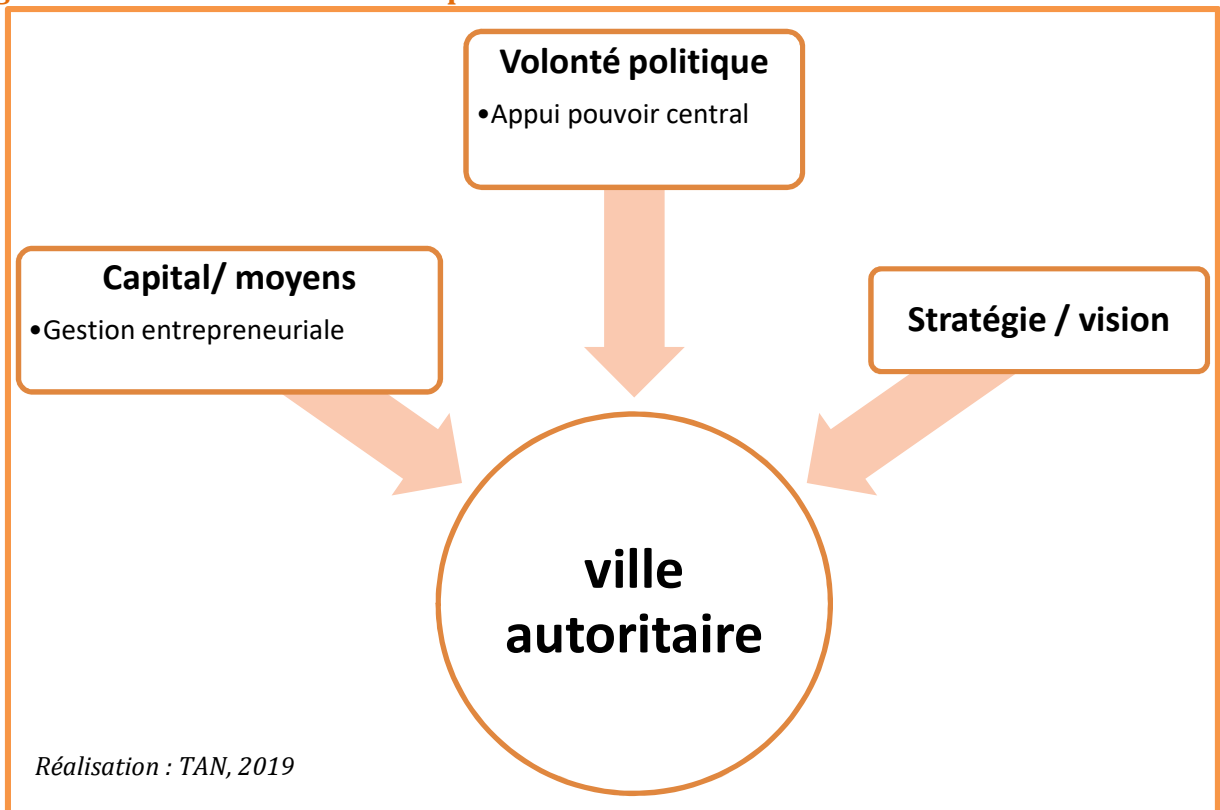 Volonté politique
•Appui pouvoir central
Capital/ moyens
•Gestion entrepreneuriale
Stratégie / vision
ville
autoritaire
Réalisation : TAN, 2019